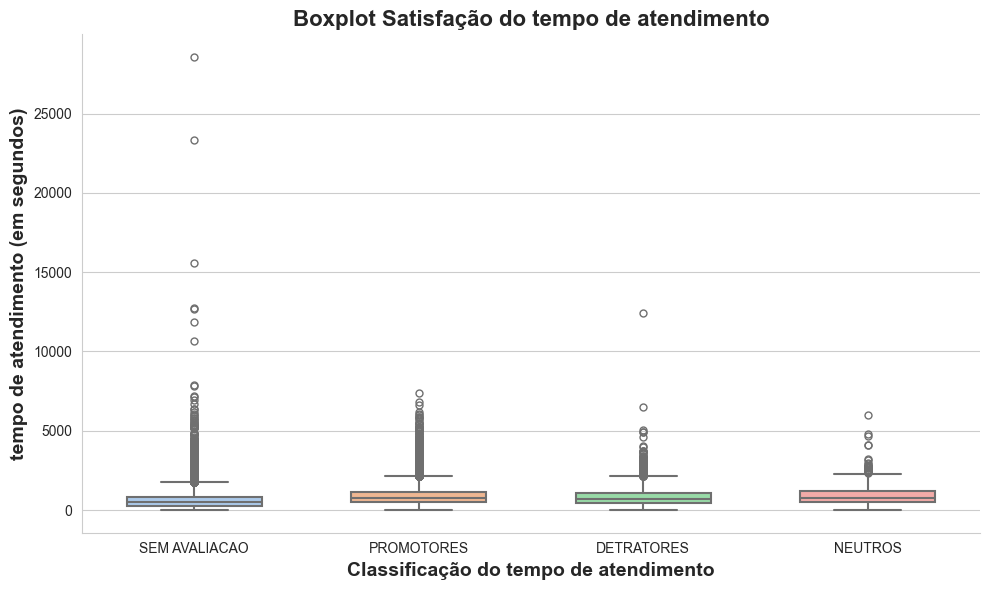 Boxplot Satisfação do tempo de atendimento
tempo de atendimento (em segundos)
25000
20000
15000
10000
5000
0
SEM AVALIACAO
PROMOTORES
DETRATORES
NEUTROS
Classificação do tempo de atendimento